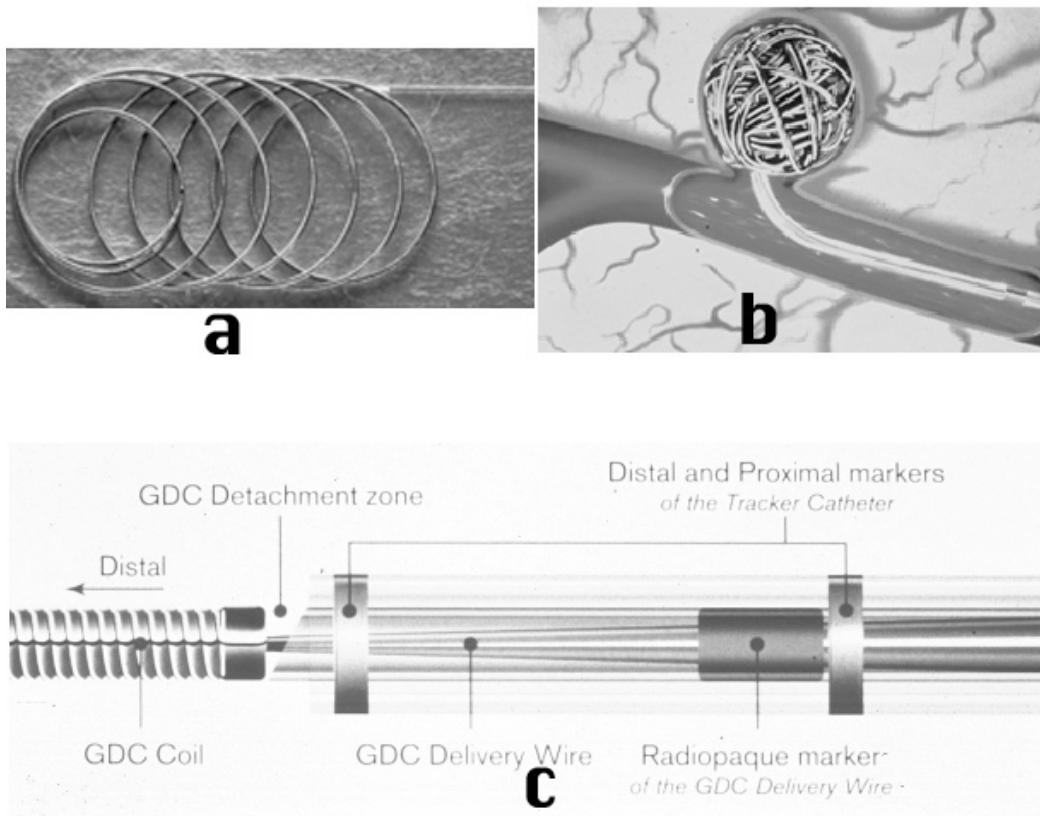 a
b
GDC Detachment zone
Distal and Proximal markers
of the Tracker Catheter
Distal
GDC Coil
GDC Delivery Wire
Radiopaque marker
of the GDC Delivery Wire
c